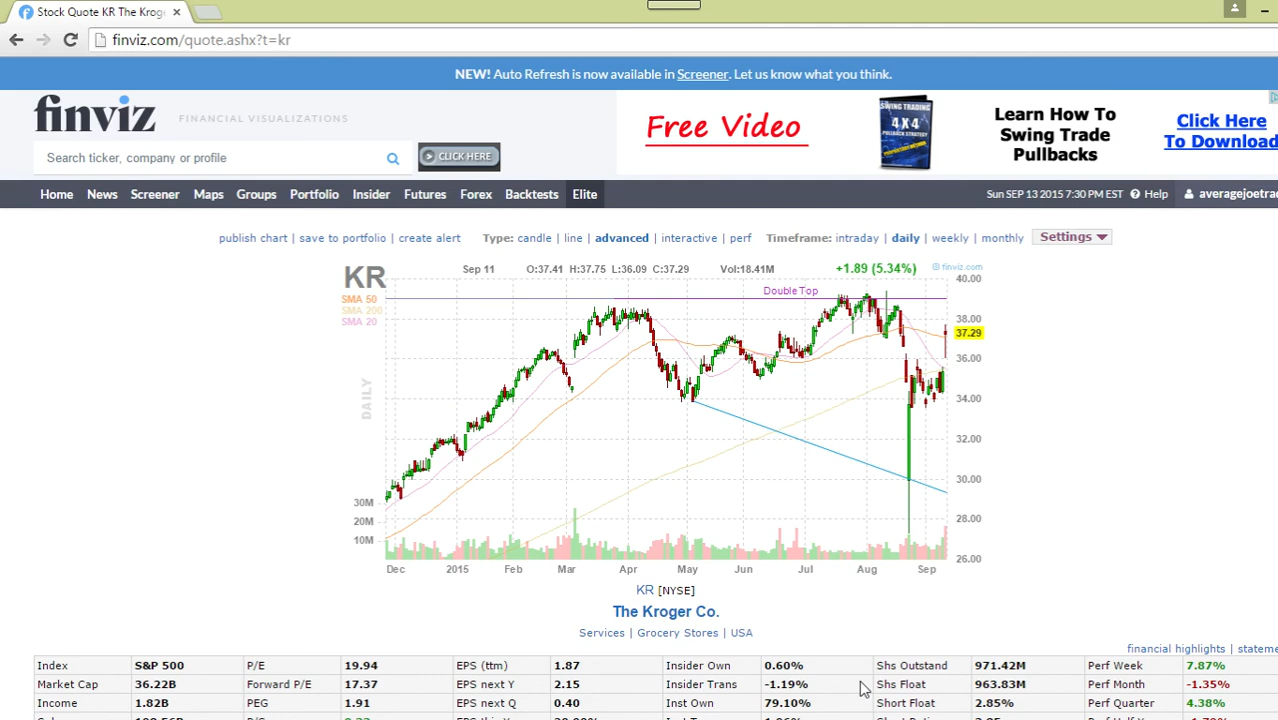 Stock Quote KR The Krog
finviz.com/quote.ashx?t=kr
NEW! Auto Refresh is now available in Screener. Let us know what you think.
finviz FINANCIAL VISUALIZATIONS
Search ticker, company or profile
CLICK HERE
Free Video
SWING TRADING
4X4
PULLBACK STRATEGY
Learn How To
Swing Trade
Pullbacks
Click Here
To Download
Home News Screener Maps Groups Portfolio Insider Futures Forex Backtests Elite
Sun SEP 13 2015 7:30 PM EST Help averagejoetra
publish chart | save to portfolio | create alert Type: candle | line | advanced | interactive | perf Timeframe: intraday | daily | weekly | monthly Settings
KR Sep 11 O:37.41 H:37.75 L:36.09 C:37.29 Vol:18.41M +1.89 (5.34%) © finviz.com
SMA 50
SMA 200
SMA 20
Double Top
DAILY
40.00
38.00
37.29
36.00
34.00
32.00
30.00
28.00
26.00
30M
20M
10M
Dec 2015 Feb Mar Apr May Jun Jul Aug Sep
KR [NYSE]
The Kroger Co.
Services | Grocery Stores | USA
financial highlights | stateme
Index S&P 500 P/E 19.94 EPS (ttm) 1.87 Insider Own 0.60% Shs Outstand 971.42M Perf Week 7.87%
Market Cap 36.22B Forward P/E 17.37 EPS next Y 2.15 Insider Trans -1.19% Shs Float 963.83M Perf Month -1.35%
Income 1.82B PEG 1.91 EPS next Q 0.40 Inst Own 79.10% Short Float 2.85% Perf Quarter 4.38%